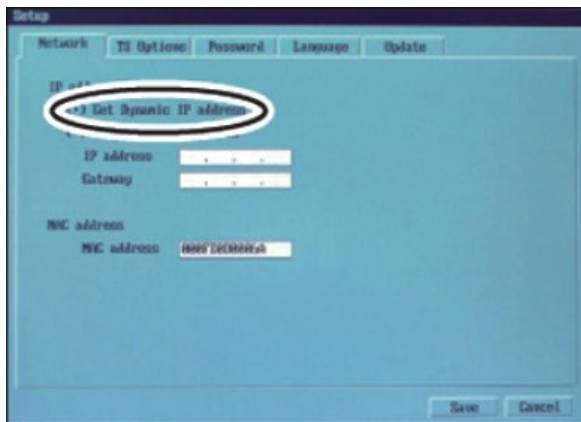 Setup
Network TS Options Password Language Update
IP
(•) Get Dynamic IP address
IP address . . .
Gateway . . .
MAC address
MAC address
Save Cancel